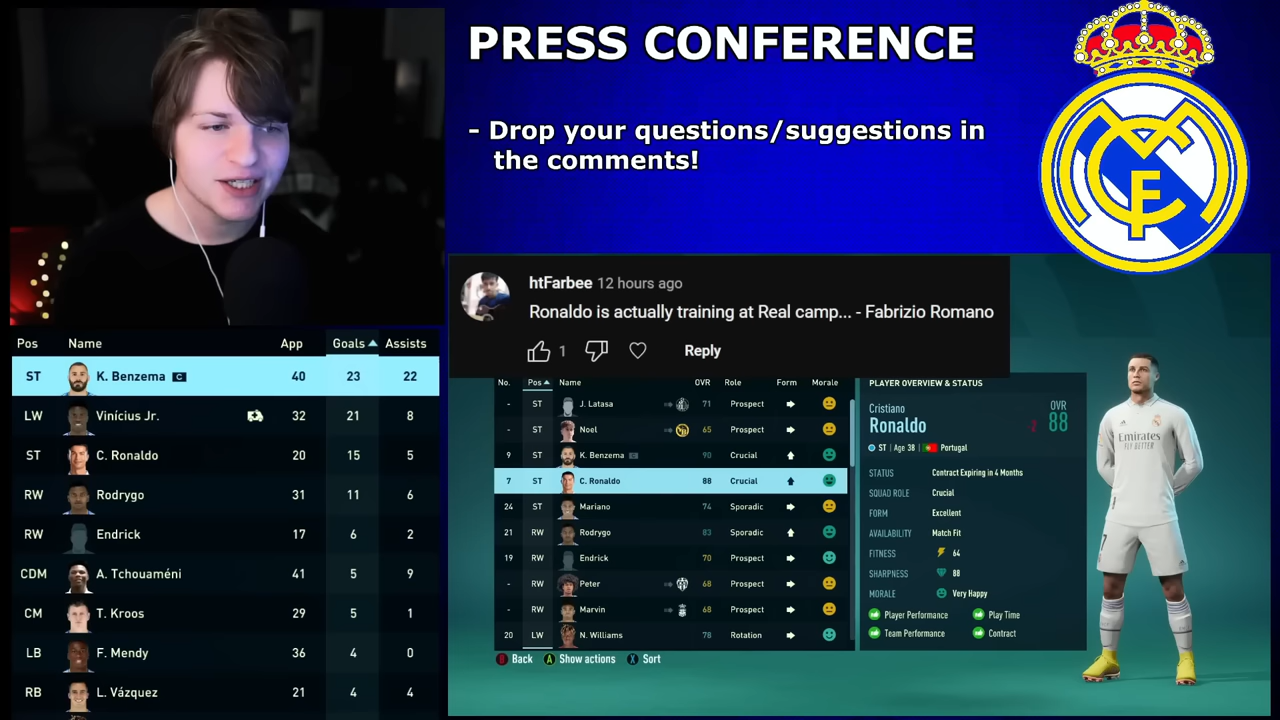 PRESS CONFERENCE
- Drop your questions/suggestions in
the comments!
htFarbee 12 hours ago
Ronaldo is actually training at Real camp... - Fabrizio Romano
1 Reply
Pos Name App Goals Assists
ST K. Benzema C 40 23 22
LW Vinícius Jr. 32 21 8
ST C. Ronaldo 20 15 5
RW Rodrygo 31 11 6
RW Endrick 17 6 2
CDM A. Tchouaméni 41 5 9
CM T. Kroos 29 5 1
LB F. Mendy 36 4 0
RB L. Vázquez 21 4 4
No. Pos Name OVR Role Form Morale
- ST J. Latasa 71 Prospect
- ST Noel 65 Prospect
9 ST K. Benzema 90 Crucial
7 ST C. Ronaldo 88 Crucial
24 ST Mariano 74 Sporadic
21 RW Rodrygo 83 Sporadic
19 RW Endrick 70 Prospect
- RW Peter 68 Prospect
- RW Marvin 68 Prospect
20 LW N. Williams 78 Rotation
B Back A Show actions X Sort
PLAYER OVERVIEW & STATUS
Cristiano
Ronaldo
OVR
2 88
ST | Age 38 | Portugal
STATUS Contract Expiring in 4 Months
SQUAD ROLE Crucial
FORM Excellent
AVAILABILITY Match Fit
FITNESS 64
SHARPNESS 88
MORALE Very Happy
Player Performance Play Time
Team Performance Contract
Emirates
FLY BETTER
7